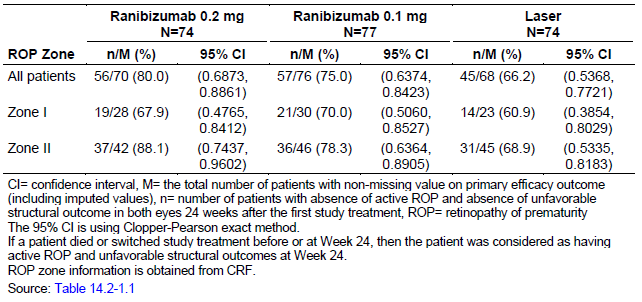 Ranibizumab 0.2 mg Ranibizumab 0.1 mg Laser
N=74 N=77 N=74
ROP Zone n/M (%) 95% CI n/M (%) 95% CI n/M (%) 95% CI
All patients 56/70 (80.0) (0.6873, 57/76 (75.0) (0.6374, 45/68 (66.2) (0.5368,
0.8861) 0.8423) 0.7721)
Zone I 19/28 (67.9) (0.4765, 21/30 (70.0) (0.5060, 14/23 (60.9) (0.3854,
0.8412) 0.8527) 0.8029)
Zone II 37/42 (88.1) (0.7437, 36/46 (78.3) (0.6364, 31/45 (68.9) (0.5335,
0.9602) 0.8905) 0.8183)
CI= confidence interval, M= the total number of patients with non-missing value on primary efficacy outcome
(including imputed values), n= number of patients with absence of active ROP and absence of unfavorable
structural outcome in both eyes 24 weeks after the first study treatment, ROP= retinopathy of prematurity
The 95% CI is using Clopper-Pearson exact method.
If a patient died or switched study treatment before or at Week 24, then the patient was considered as having
active ROP and unfavorable structural outcomes at Week 24.
ROP zone information is obtained from CRF.
Source: Table 14.2-1.1